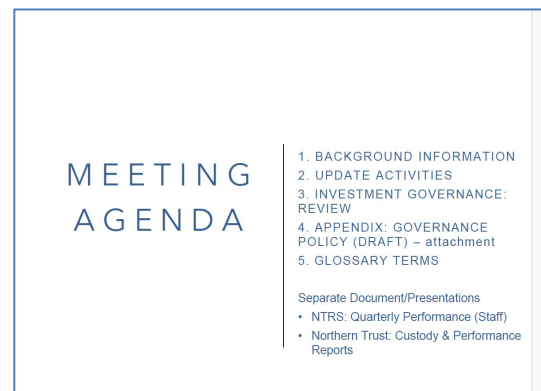 MEETING
AGENDA
1. BACKGROUND INFORMATION
2. UPDATE ACTIVITIES
3. INVESTMENT GOVERNANCE:
REVIEW
4. APPENDIX: GOVERNANCE
POLICY (DRAFT) – attachment
5. GLOSSARY TERMS
Separate Document/Presentations
• NTRS: Quarterly Performance (Staff)
• Northern Trust: Custody & Performance
Reports